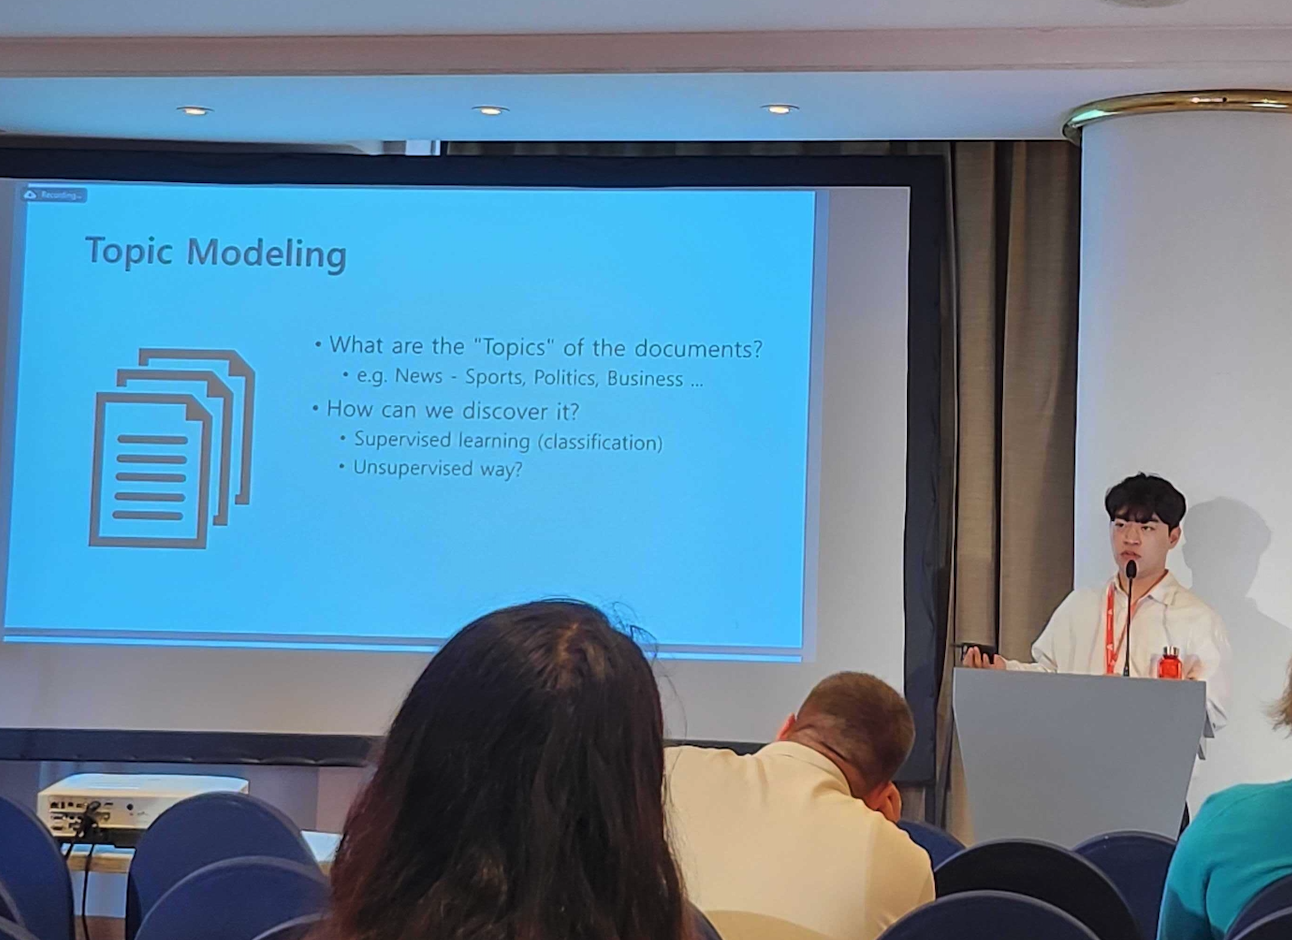 Recording...
Topic Modeling
• What are the "Topics" of the documents?
• e.g. News - Sports, Politics, Business ...
• How can we discover it?
• Supervised learning (classification)
• Unsupervised way?